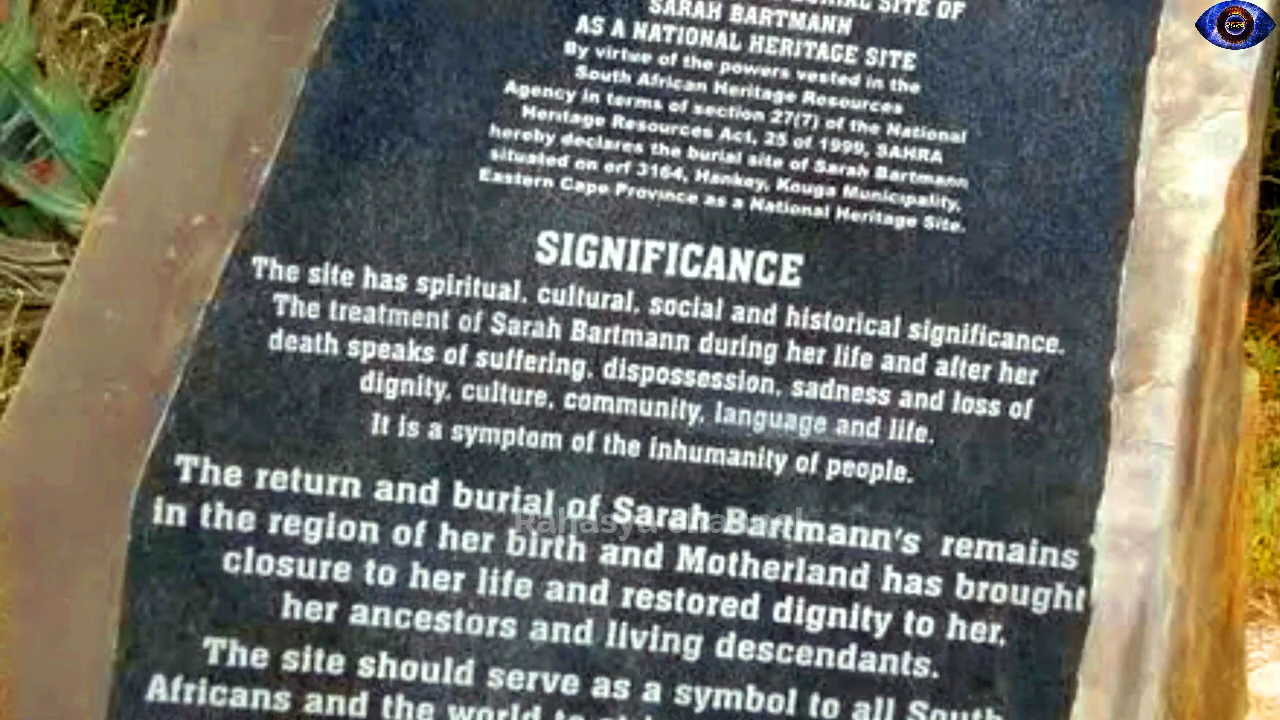 SITE OF
SARAH BARTMANN
AS A NATIONAL HERITAGE SITE
By virtue of the powers vested in the
South African Heritage Resources
Agency in terms of section 27(7) of the National
Heritage Resources Act, 25 of 1999, SAHRA
hereby declares the burial site of Sarah Bartmann
situated on erf 3164, Hankey, Kouga Municipality,
Eastern Cape Province as a National Heritage Site.
SIGNIFICANCE
The site has spiritual, cultural, social and historical significance.
The treatment of Sarah Bartmann during her life and after her
death speaks of suffering, dispossession, sadness and loss of
dignity, culture, community, language and life.
It is a symptom of the inhumanity of people.
The return and burial of Sarah Bartmann's remains
in the region of her birth and Motherland has brought
closure to her life and restored dignity to her,
her ancestors and living descendants.
The site should serve as a symbol to all South
Africans and the world to
Rahasya